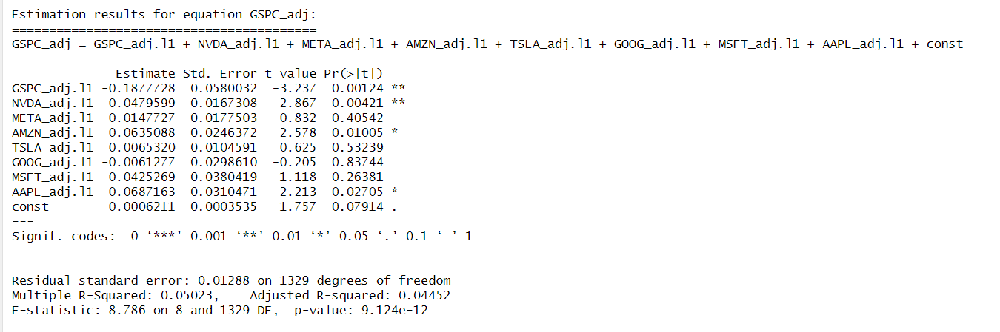 Estimation results for equation GSPC_adj:
=========================================
GSPC_adj = GSPC_adj.l1 + NVDA_adj.l1 + META_adj.l1 + AMZN_adj.l1 + TSLA_adj.l1 + GOOG_adj.l1 + MSFT_adj.l1 + AAPL_adj.l1 + const
Estimate Std. Error t value Pr(>|t|)
GSPC_adj.l1 -0.1877728 0.0580032 -3.237 0.00124 **
NVDA_adj.l1 0.0479599 0.0167308 2.867 0.00421 **
META_adj.l1 -0.0147727 0.0177503 -0.832 0.40542
AMZN_adj.l1 0.0635088 0.0246372 2.578 0.01005 *
TSLA_adj.l1 0.0065320 0.0104591 0.625 0.53239
GOOG_adj.l1 -0.0061277 0.0298610 -0.205 0.83744
MSFT_adj.l1 -0.0425269 0.0380419 -1.118 0.26381
AAPL_adj.l1 -0.0687163 0.0310471 -2.213 0.02705 *
const 0.0006211 0.0003535 1.757 0.07914 .
---
Signif. codes: 0 ‘***’ 0.001 ‘**’ 0.01 ‘*’ 0.05 ‘.’ 0.1 ‘ ’ 1
Residual standard error: 0.01288 on 1329 degrees of freedom
Multiple R-Squared: 0.05023, Adjusted R-squared: 0.04452
F-statistic: 8.786 on 8 and 1329 DF, p-value: 9.124e-12